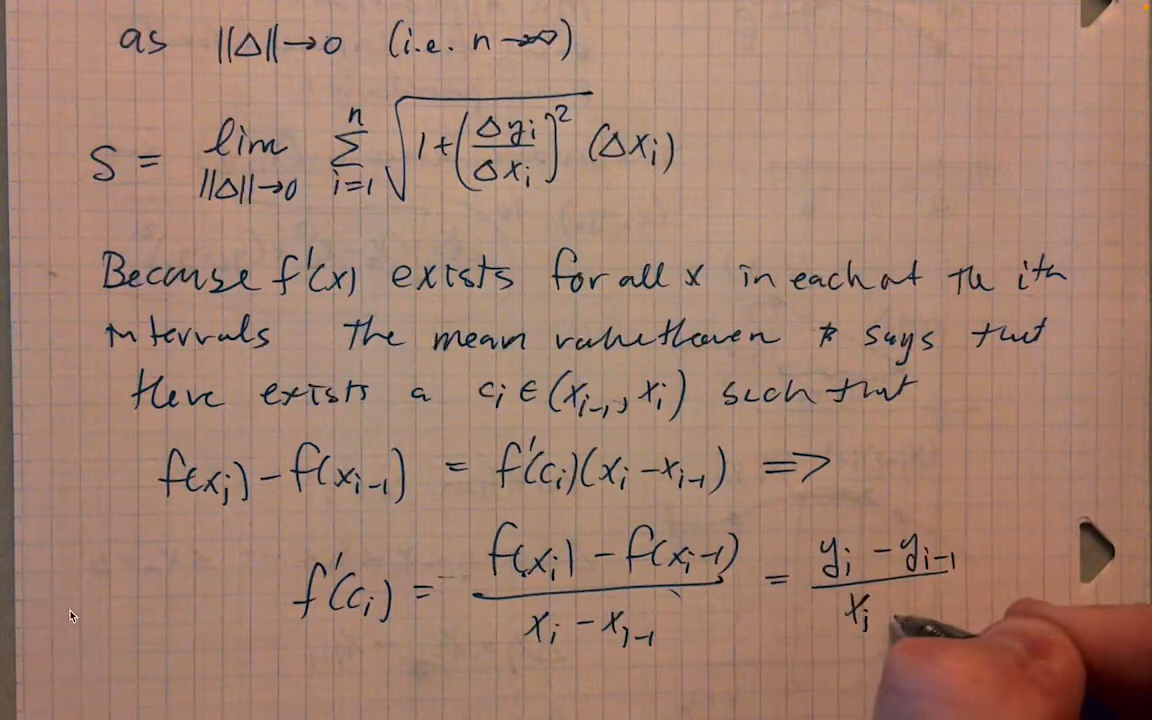 as ||Δ||→0 (i.e. n→∞)
S = lim_{||Δ||→0} Σ_{i=1}^{n} √(1+(Δy_i/Δx_i)²) (Δx_i)
Because f'(x) exists for all x in each of the ith
intervals the mean value theorem says that
there exists a c_i ∈ (x_{i-1}, x_i) such that
f(x_i) - f(x_{i-1}) = f'(c_i)(x_i - x_{i-1}) =>
f'(c_i) = (f(x_i) - f(x_{i-1}))/(x_i - x_{i-1}) = (y_i - y_{i-1})/x_i